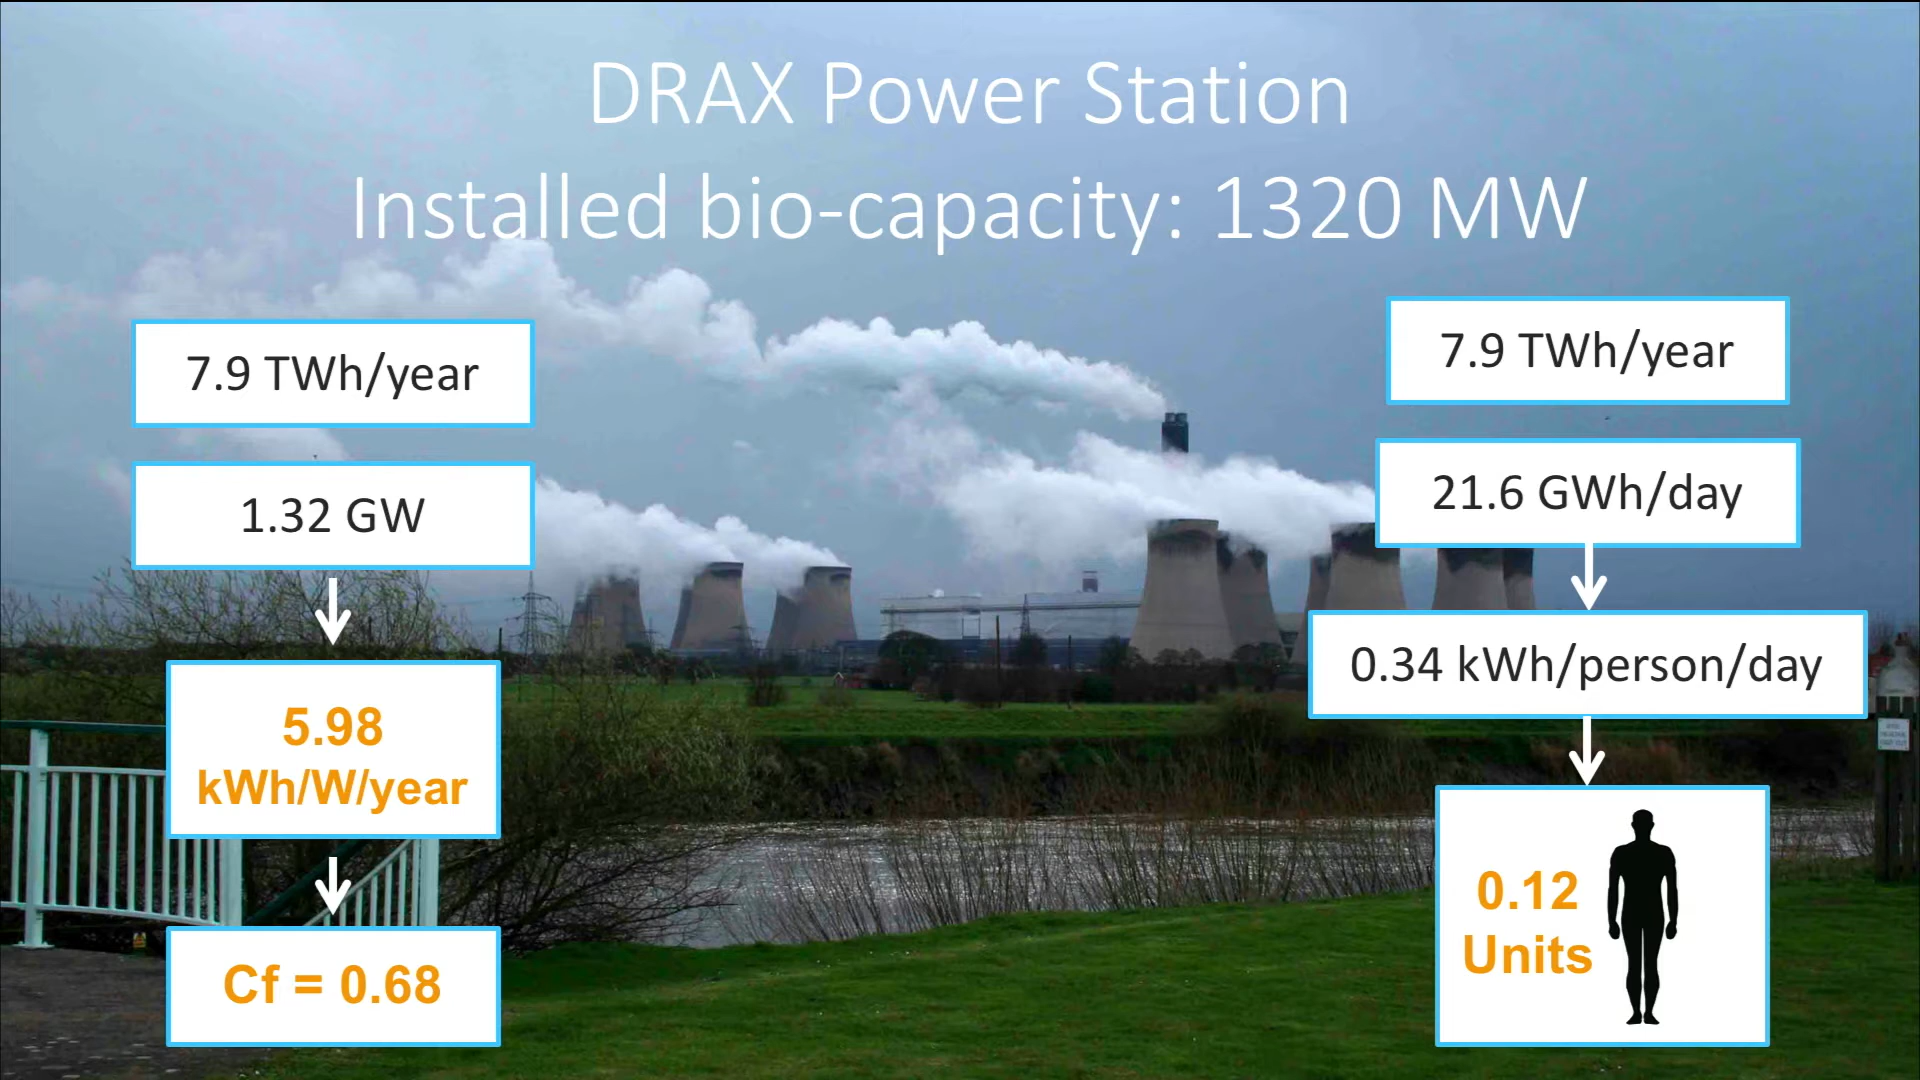 DRAX Power Station
Installed bio-capacity: 1320 MW
7.9 TWh/year
1.32 GW
5.98
kWh/W/year
Cf = 0.68
7.9 TWh/year
21.6 GWh/day
0.34 kWh/person/day
0.12
Units